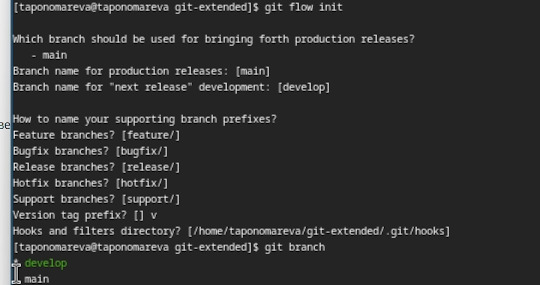 [taponomareva@taponomareva git-extended]$ git flow init
Which branch should be used for bringing forth production releases?
- main
Branch name for production releases: [main]
Branch name for "next release" development: [develop]
How to name your supporting branch prefixes?
Feature branches? [feature/]
Bugfix branches? [bugfix/]
Release branches? [release/]
Hotfix branches? [hotfix/]
Support branches? [support/]
Version tag prefix? [] v
Hooks and filters directory? [/home/taponomareva/git-extended/.git/hooks]
[taponomareva@taponomareva git-extended]$ git branch
* develop
main